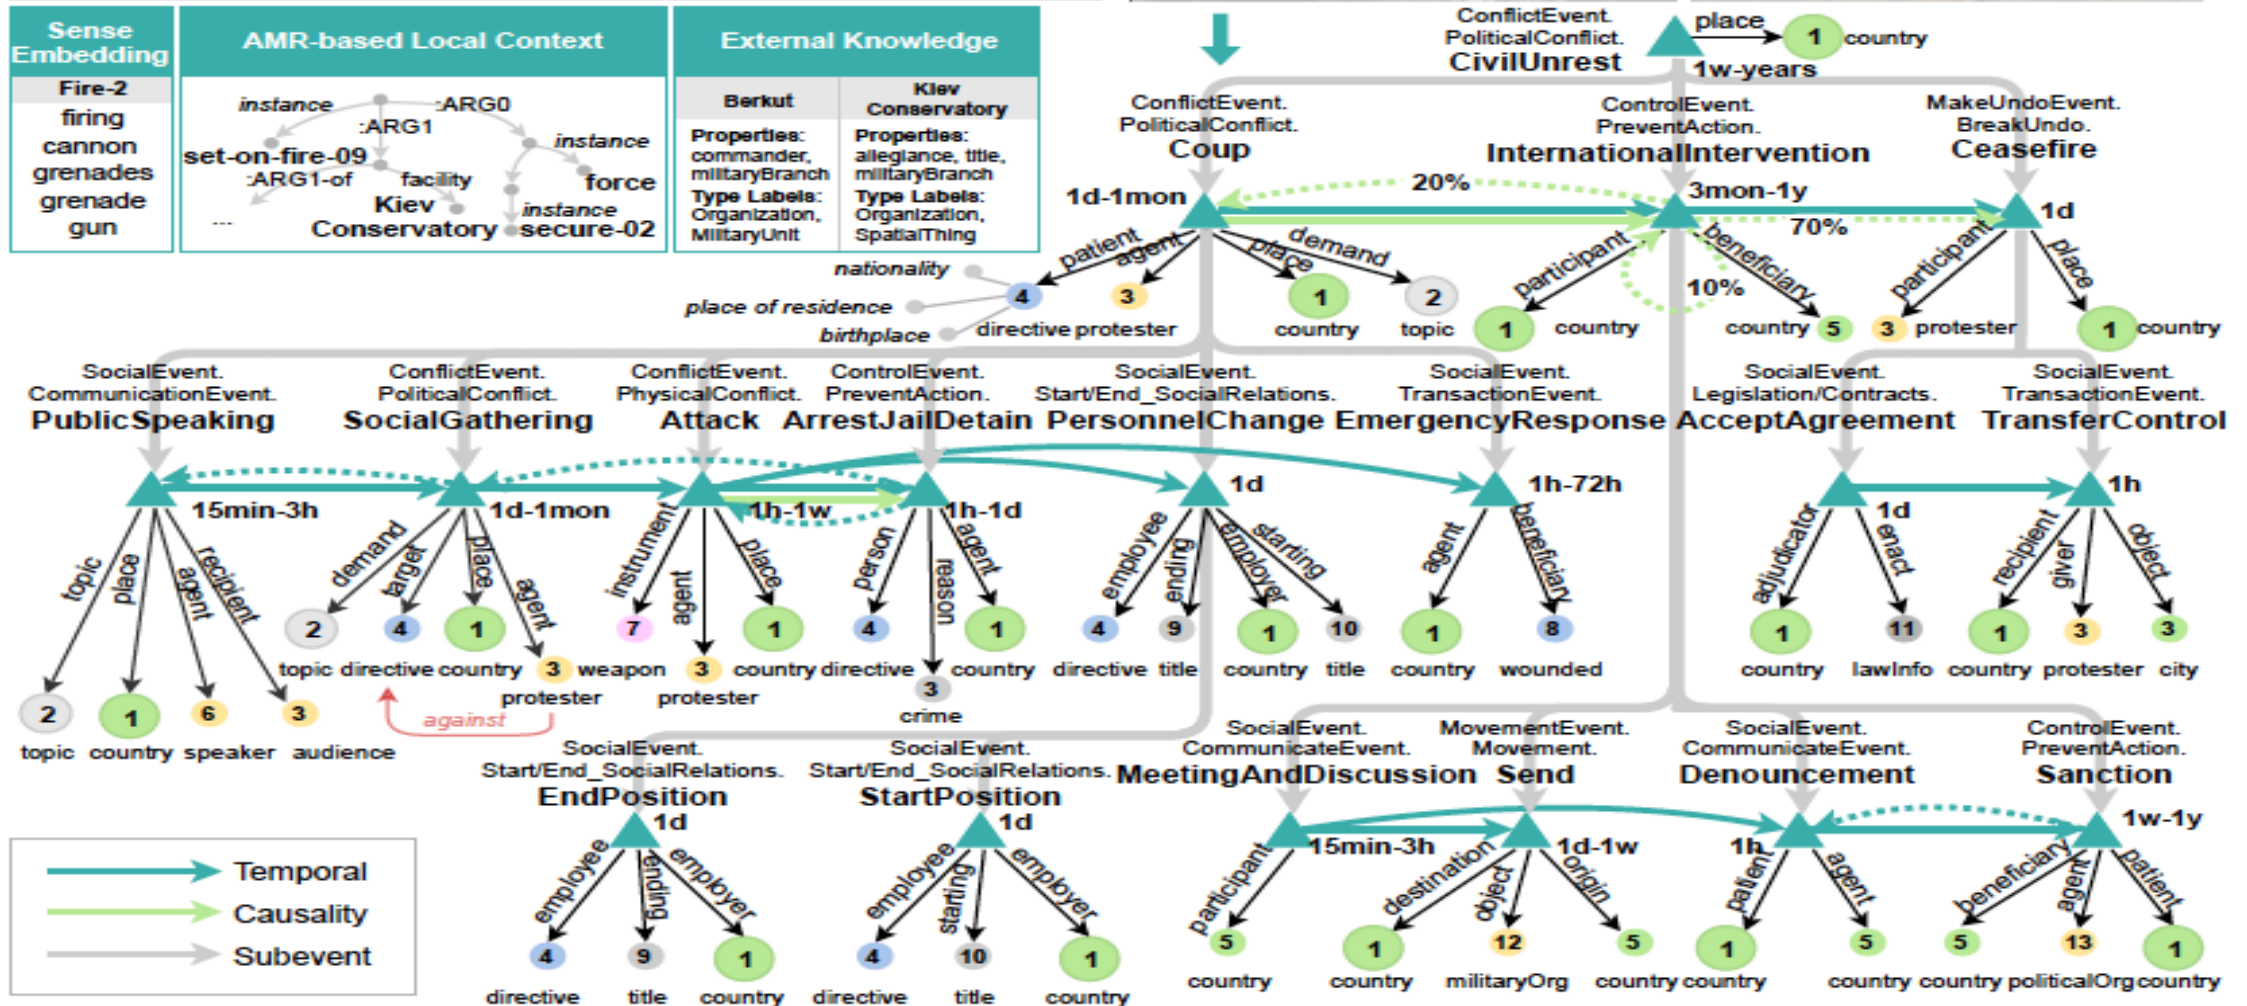 Sense
Embedding
Fire-2
firing
cannon
grenades
grenade
gun
AMR-based Local Context
instance
:ARG0
:ARG1
instance
set-on-fire-09
:ARG1-of
facility
force
Kiev
Conservatory
instance
secure-02
...
External Knowledge
Berkut
Properties:
commander,
militaryBranch
Type Labels:
Organization,
MilitaryUnit
Kiev
Conservatory
Properties:
allegiance, title,
militaryBranch
Type Labels:
Organization,
SpatialThing
ConflictEvent.
PoliticalConflict.
CivilUnrest
place
1 country
1w-years
ConflictEvent.
PoliticalConflict.
Coup
ControlEvent.
PreventAction.
InternationalIntervention
MakeUndoEvent.
BreakUndo.
Ceasefire
1d-1mon
20%
3mon-1y
70%
1d
patient
agent
place
demand
participant
beneficiary
10%
participant
place
nationality
place of residence
birthplace
4
directive
3
protester
1
country
2
topic
1 country
country 5
3 protester
1 country
SocialEvent.
CommunicationEvent.
PublicSpeaking
ConflictEvent.
PoliticalConflict.
SocialGathering
ConflictEvent.
PhysicalConflict.
Attack
ControlEvent.
PreventAction.
ArrestJailDetain
SocialEvent.
Start/End_SocialRelations.
PersonnelChange
SocialEvent.
TransactionEvent.
EmergencyResponse
SocialEvent.
Legislation/Contracts.
AcceptAgreement
SocialEvent.
TransactionEvent.
TransferControl
15min-3h
1d-1mon
1h-1w
1h-1d
1d
1h-72h
1d
1h
topic
place
agent
recipient
2
topic
1
country
6
speaker
3
audience
demand
target
place
agent
2
topic
4
directive
1
country
3
protester
against
instrument
agent
place
7
weapon
3
protester
1
country
person
reason
agent
4
directive
3
crime
1
country
employee
ending
employer
starting
4
directive
9
title
1
country
10
title
agent
beneficiary
1
country
8
wounded
adjudicator
enact
1
country
11
lawInfo
recipient
giver
object
1
country
3
protester
3
city
SocialEvent.
Start/End_SocialRelations.
EndPosition
SocialEvent.
Start/End_SocialRelations.
StartPosition
SocialEvent.
CommunicateEvent.
MeetingAndDiscussion
MovementEvent.
Movement.
Send
SocialEvent.
CommunicateEvent.
Denouncement
ControlEvent.
PreventAction.
Sanction
1d
1d
15min-3h
1d-1w
1h
1w-1y
employee
ending
employer
4
directive
9
title
1
country
employee
starting
employer
4
directive
10
title
1
country
participant
5
country
destination
object
origin
1
country
12
militaryOrg
5
country
patient
agent
1
country
5
country
beneficiary
agent
patient
5
country
13
politicalOrg
1
country
Temporal
Causality
Subevent